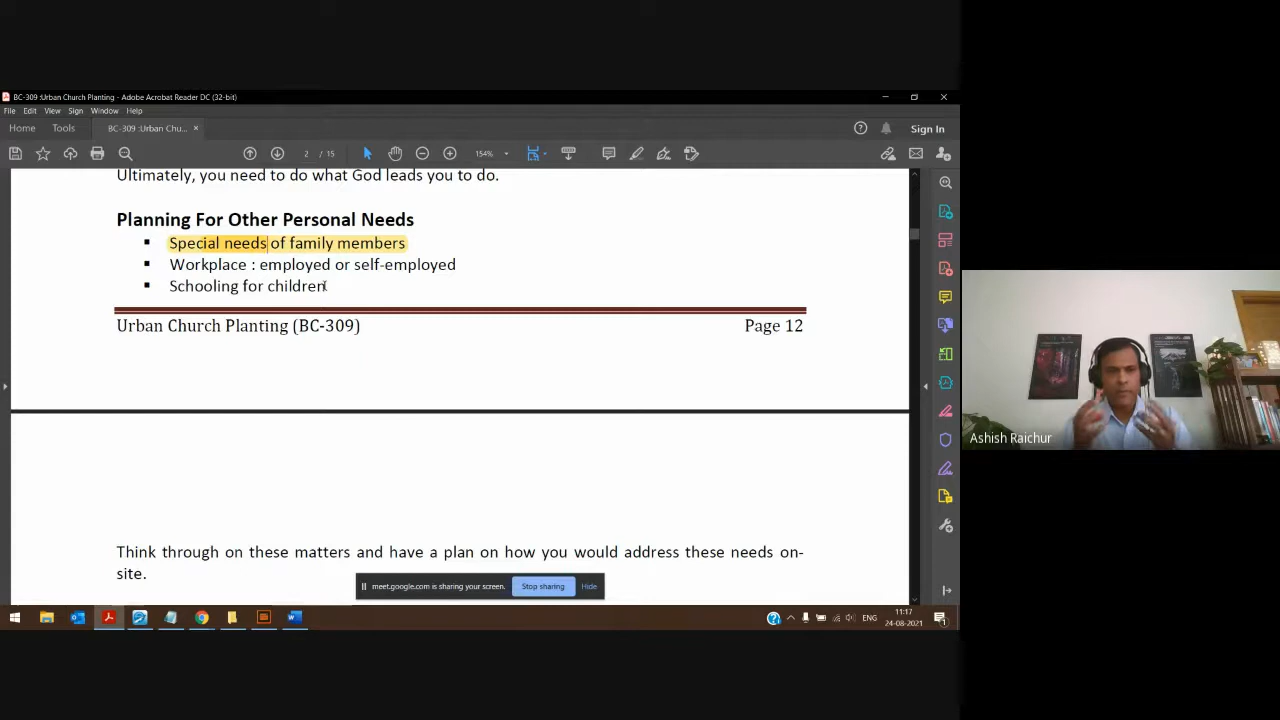 BC-309 :Urban Church Planting - Adobe Acrobat Reader DC (32-bit)
File Edit View Sign Window Help
Home Tools BC-309 :Urban Chu... × Sign In
2 / 15 154%
Ultimately, you need to do what God leads you to do.
Planning For Other Personal Needs
▪ Special needs of family members
▪ Workplace : employed or self-employed
▪ Schooling for children
Urban Church Planting (BC-309) Page 12
Think through on these matters and have a plan on how you would address these needs on-
site.
meet.google.com is sharing your screen. Stop sharing Hide
Ashish Raichur
ENG
11:17
24-08-2021